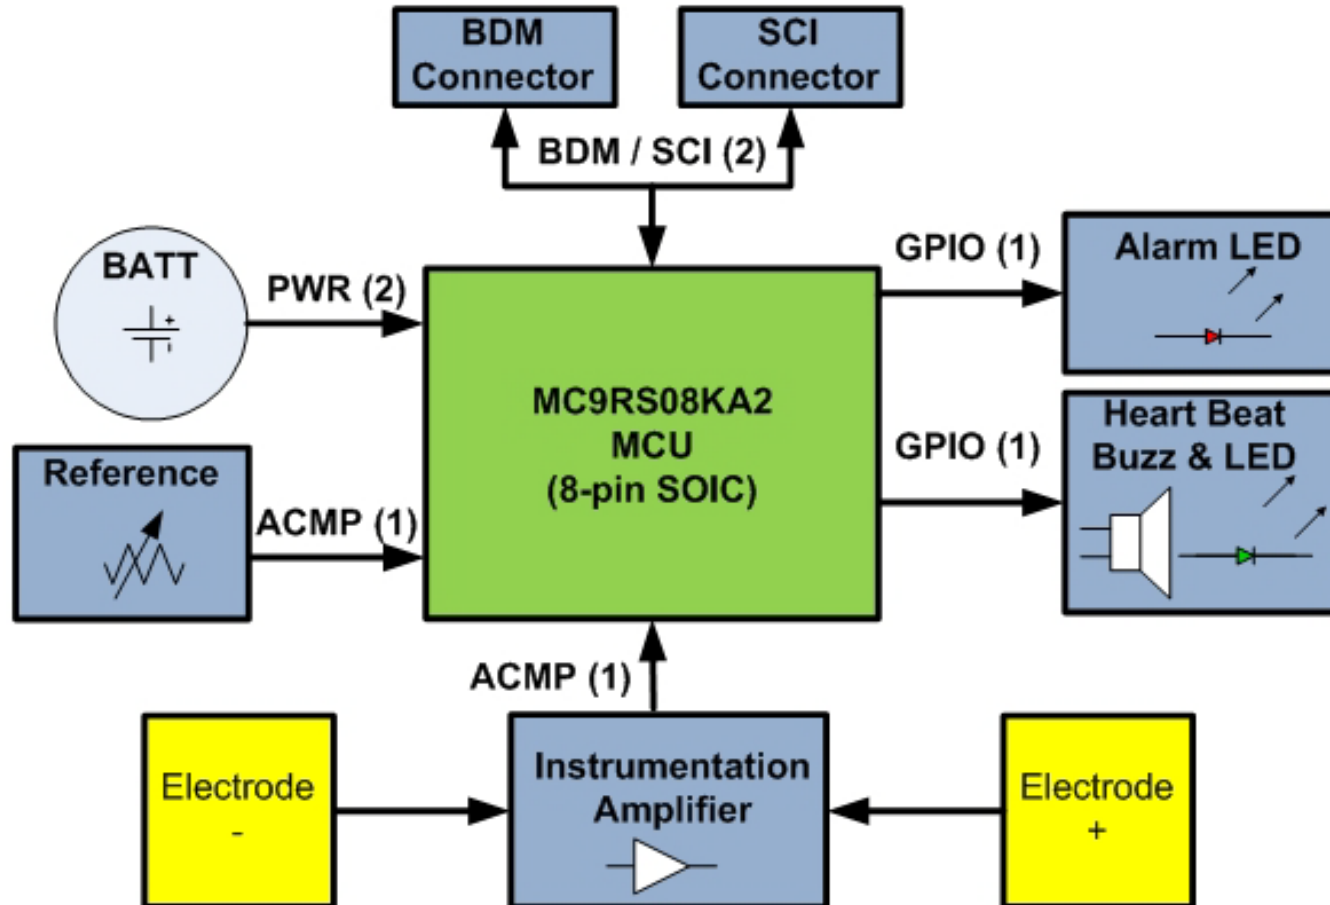 BDM
Connector
SCI
Connector
BDM / SCI (2)
BATT
+
-
PWR (2)
GPIO (1)
Alarm LED
MC9RS08KA2
MCU
(8-pin SOIC)
Reference
ACMP (1)
GPIO (1)
Heart Beat
Buzz & LED
ACMP (1)
Electrode
-
Instrumentation
Amplifier
Electrode
+